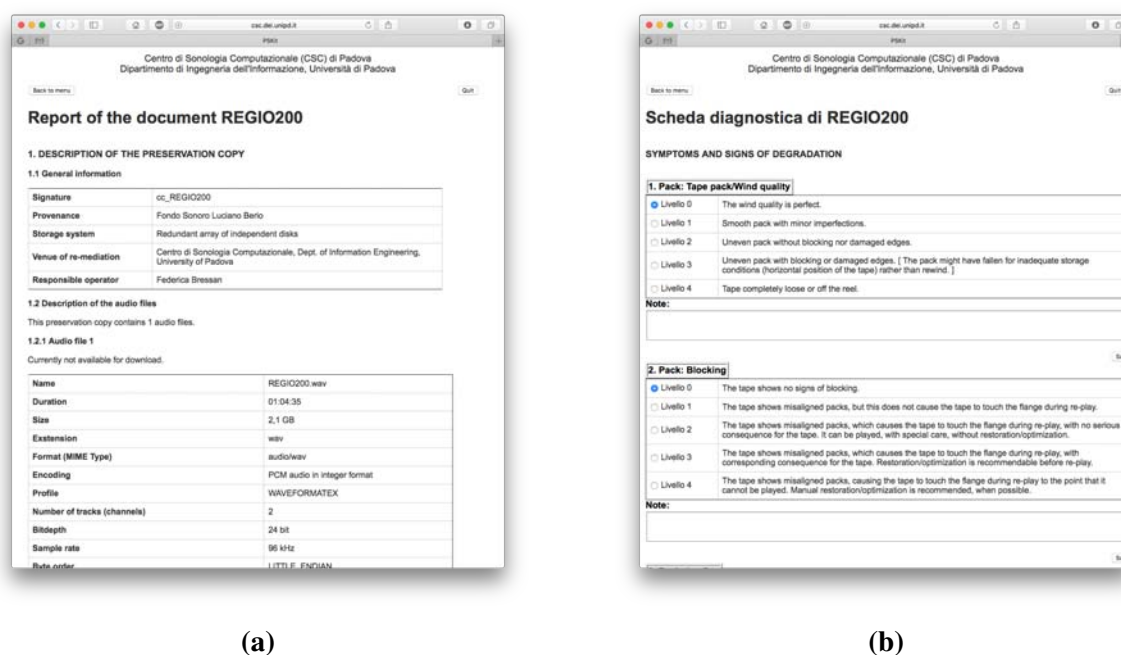 csc.dei.unipd.it
PSKit
Centro di Sonologia Computazionale (CSC) di Padova
Dipartimento di Ingegneria dell'Informazione, Università di Padova
Back to menu
Quit
Report of the document REGIO200
1. DESCRIPTION OF THE PRESERVATION COPY
1.1 General information
Signature cc_REGIO200
Provenance Fondo Sonoro Luciano Berio
Storage system Redundant array of independent disks
Venue of re-mediation Centro di Sonologia Computazionale, Dept. of Information Engineering,
University of Padova
Responsible operator Federica Bressan
1.2 Description of the audio files
This preservation copy contains 1 audio files.
1.2.1 Audio file 1
Currently not available for download.
Name REGIO200.wav
Duration 01:04:35
Size 2,1 GB
Exstension wav
Format (MIME Type) audio/wav
Encoding PCM audio in integer format
Profile WAVEFORMATEX
Number of tracks (channels) 2
Bitdepth 24 bit
Sample rate 96 kHz
Byte order LITTLE_ENDIAN
(a)
csc.dei.unipd.it
PSKit
Centro di Sonologia Computazionale (CSC) di Padova
Dipartimento di Ingegneria dell'Informazione, Università di Padova
Back to menu
Quit
Scheda diagnostica di REGIO200
SYMPTOMS AND SIGNS OF DEGRADATION
1. Pack: Tape pack/Wind quality
Livello 0 The wind quality is perfect.
Livello 1 Smooth pack with minor imperfections.
Livello 2 Uneven pack without blocking nor damaged edges.
Livello 3 Uneven pack with blocking or damaged edges. [ The pack might have fallen for inadequate storage
conditions (horizontal position of the tape) rather than rewind. ]
Livello 4 Tape completely loose or off the reel.
Note:
2. Pack: Blocking
Livello 0 The tape shows no signs of blocking.
Livello 1 The tape shows misaligned packs, but this does not cause the tape to touch the flange during re-play.
Livello 2 The tape shows misaligned packs, which causes the tape to touch the flange during re-play, with no serious
consequence for the tape. It can be played, with special care, without restoration/optimization.
Livello 3 The tape shows misaligned packs, which causes the tape to touch the flange during re-play, with
corresponding consequence for the tape. Restoration/optimization is recommendable before re-play.
Livello 4 The tape shows misaligned packs, causing the tape to touch the flange during re-play to the point that it
cannot be played. Manual restoration/optimization is recommended, when possible.
Note:
(b)